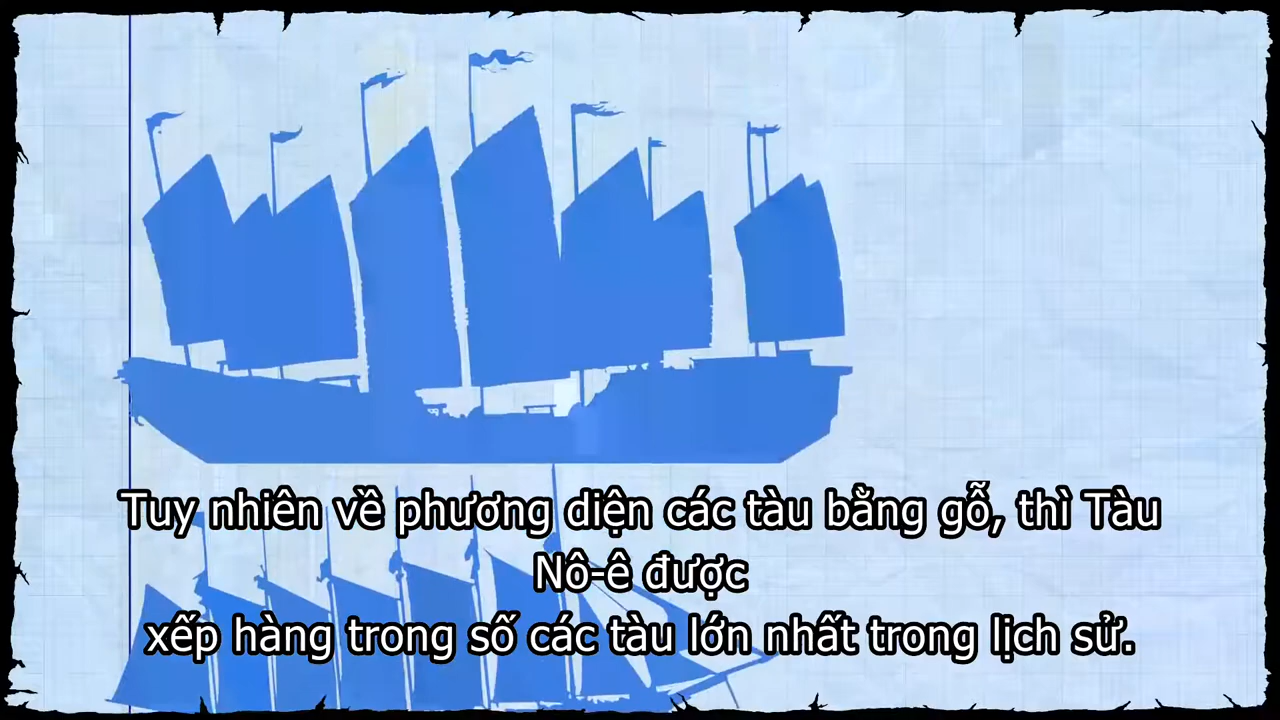 Tuy nhiên về phương diện các tàu bằng gỗ, thì Tàu
Nô-ê được
xếp hàng trong số các tàu lớn nhất trong lịch sử.